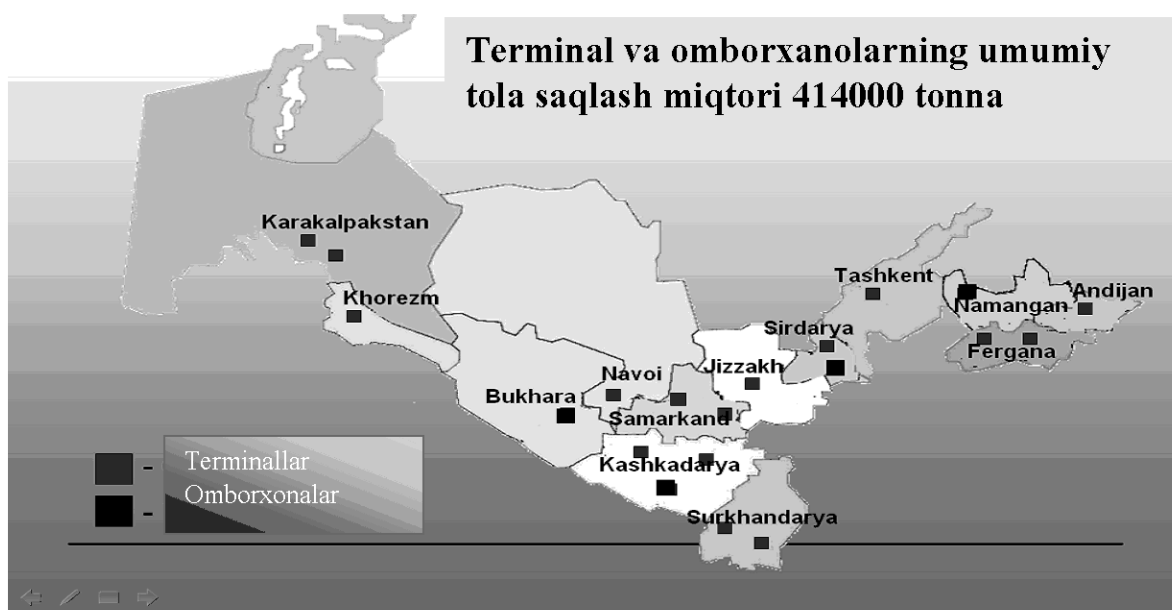 Terminal va omborxanolarning umumiy
tola saqlash miqtori 414000 tonna
Karakalpakstan
Khorezm
Tashkent
Andijan
Namangan
Sirdarya
Fergana
Jizzakh
Navoi
Bukhara
Samarkand
Kashkadarya
- Terminallar
- Omborxonalar
Surkhandarya